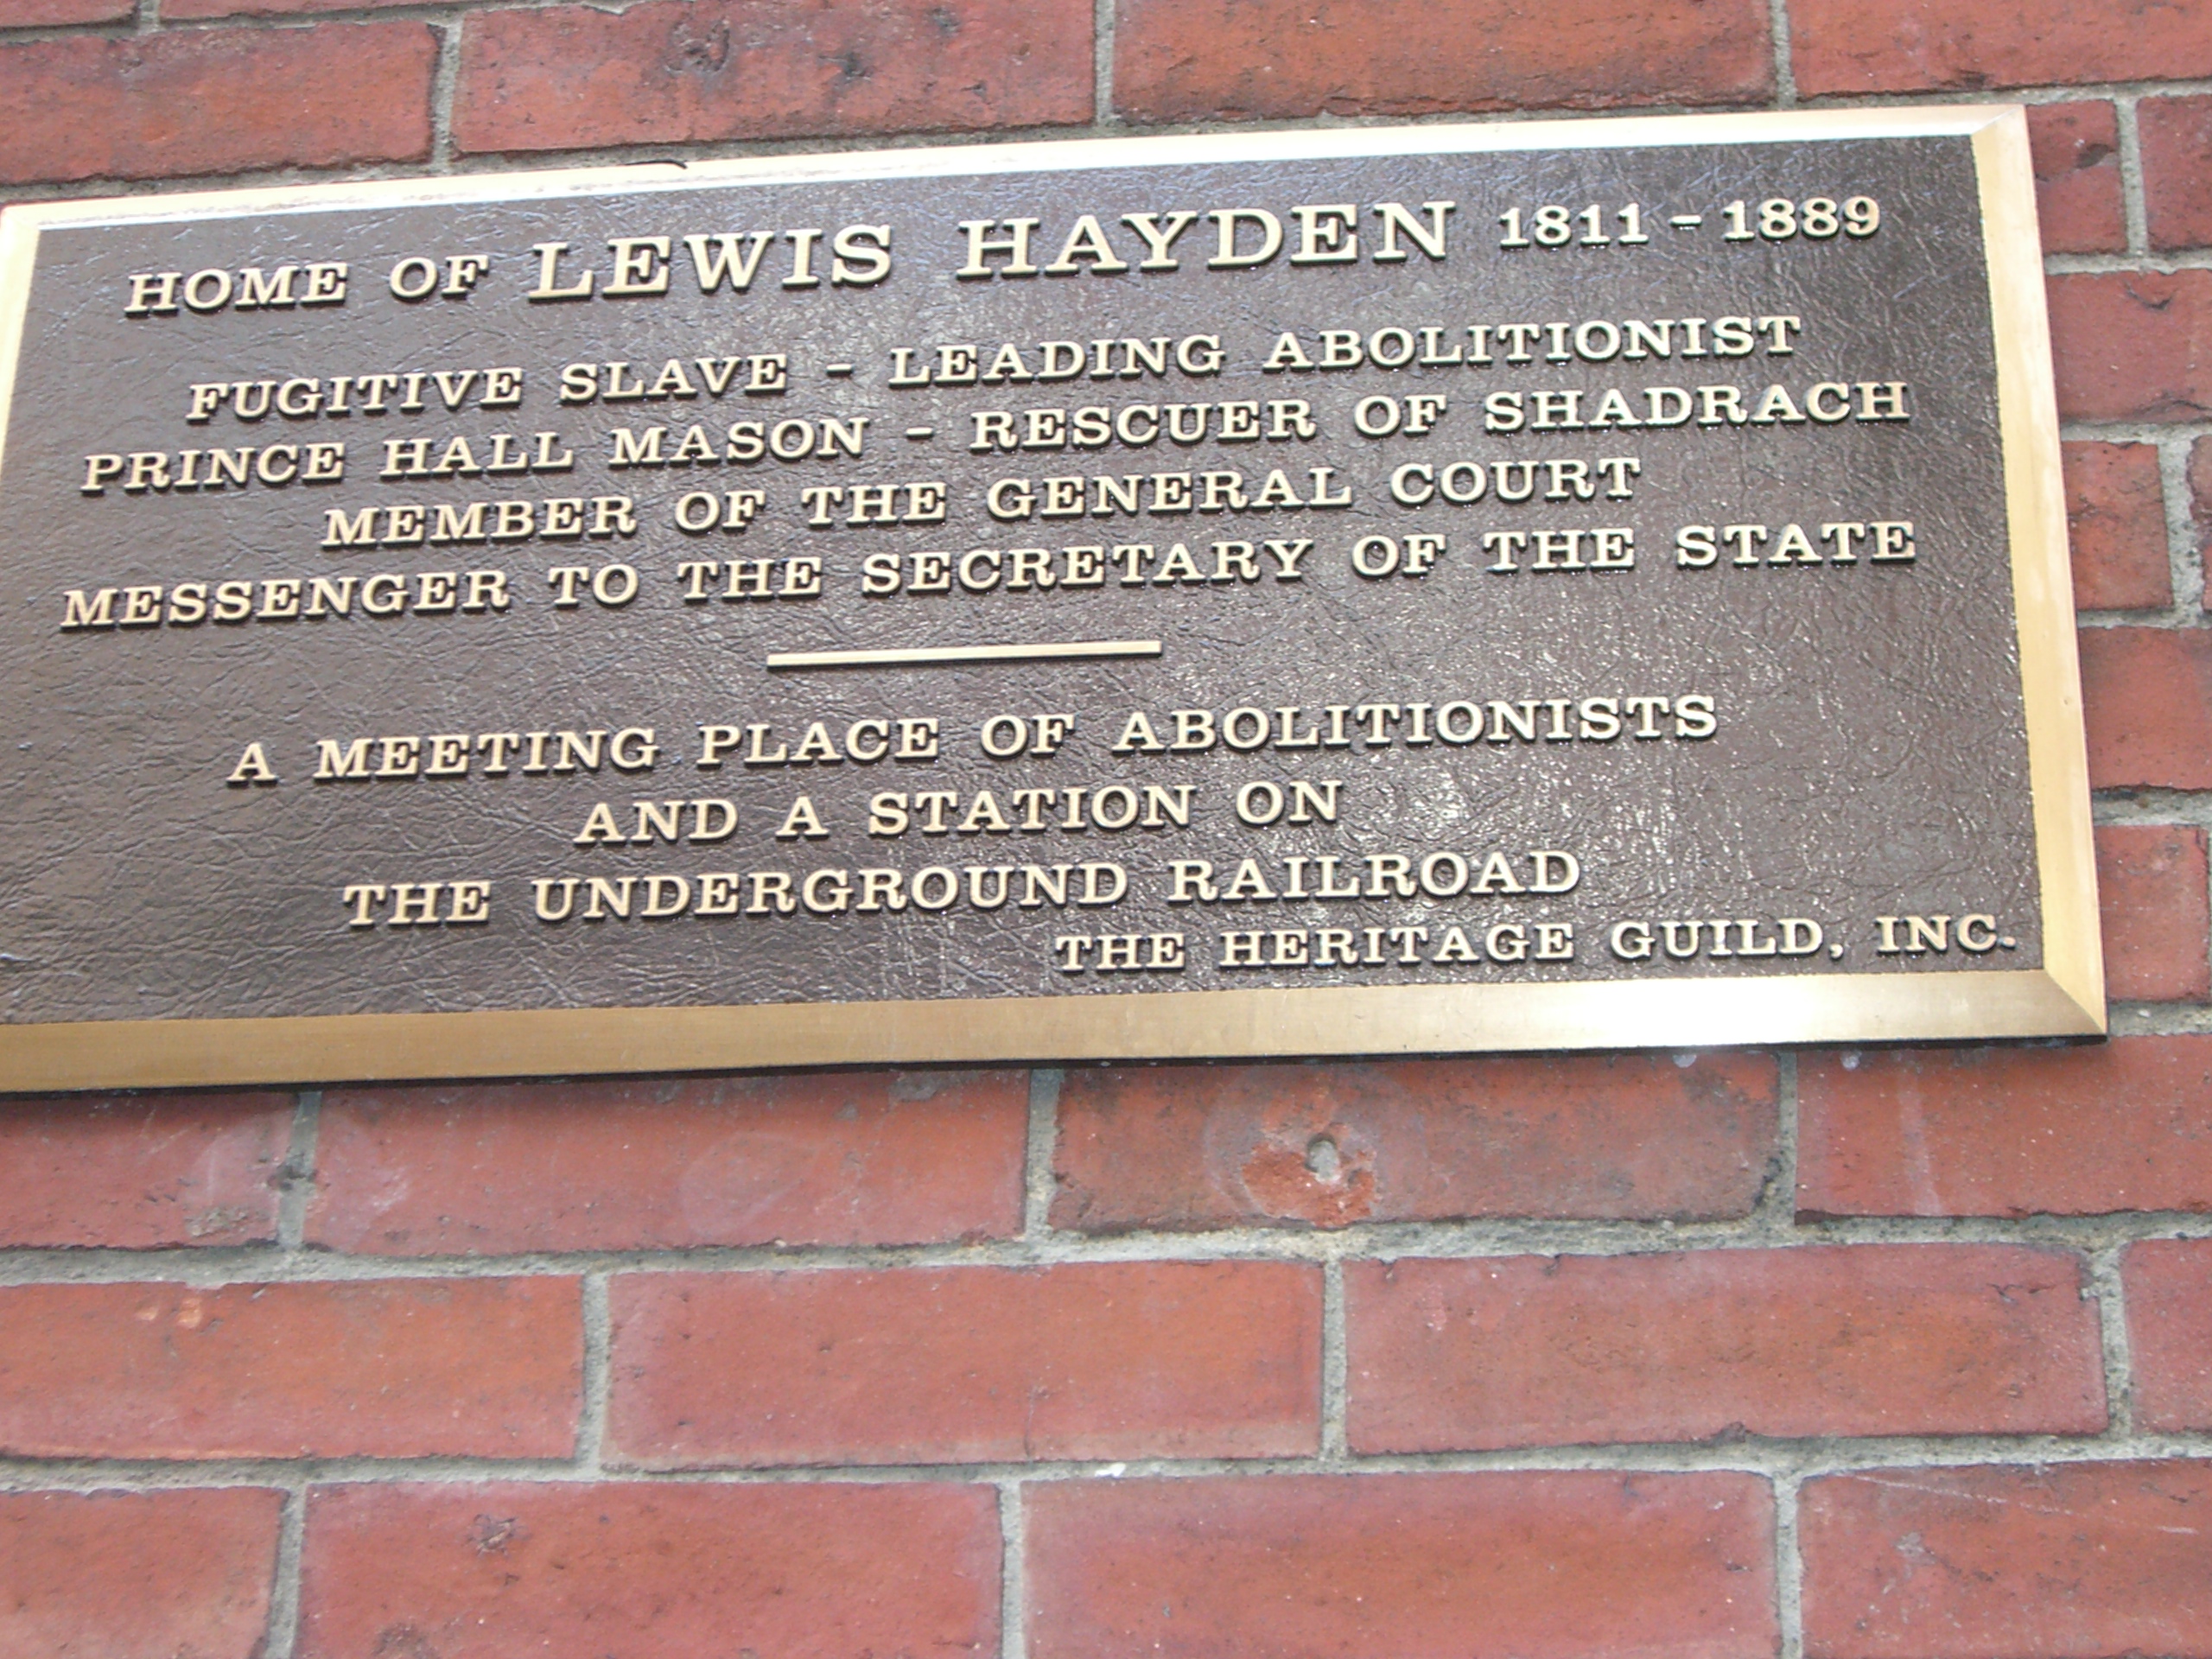 HOME OF LEWIS HAYDEN 1811 - 1889
FUGITIVE SLAVE - LEADING ABOLITIONIST
PRINCE HALL MASON - RESCUER OF SHADRACH
MEMBER OF THE GENERAL COURT
MESSENGER TO THE SECRETARY OF THE STATE
A MEETING PLACE OF ABOLITIONISTS
AND A STATION ON
THE UNDERGROUND RAILROAD
THE HERITAGE GUILD, INC.